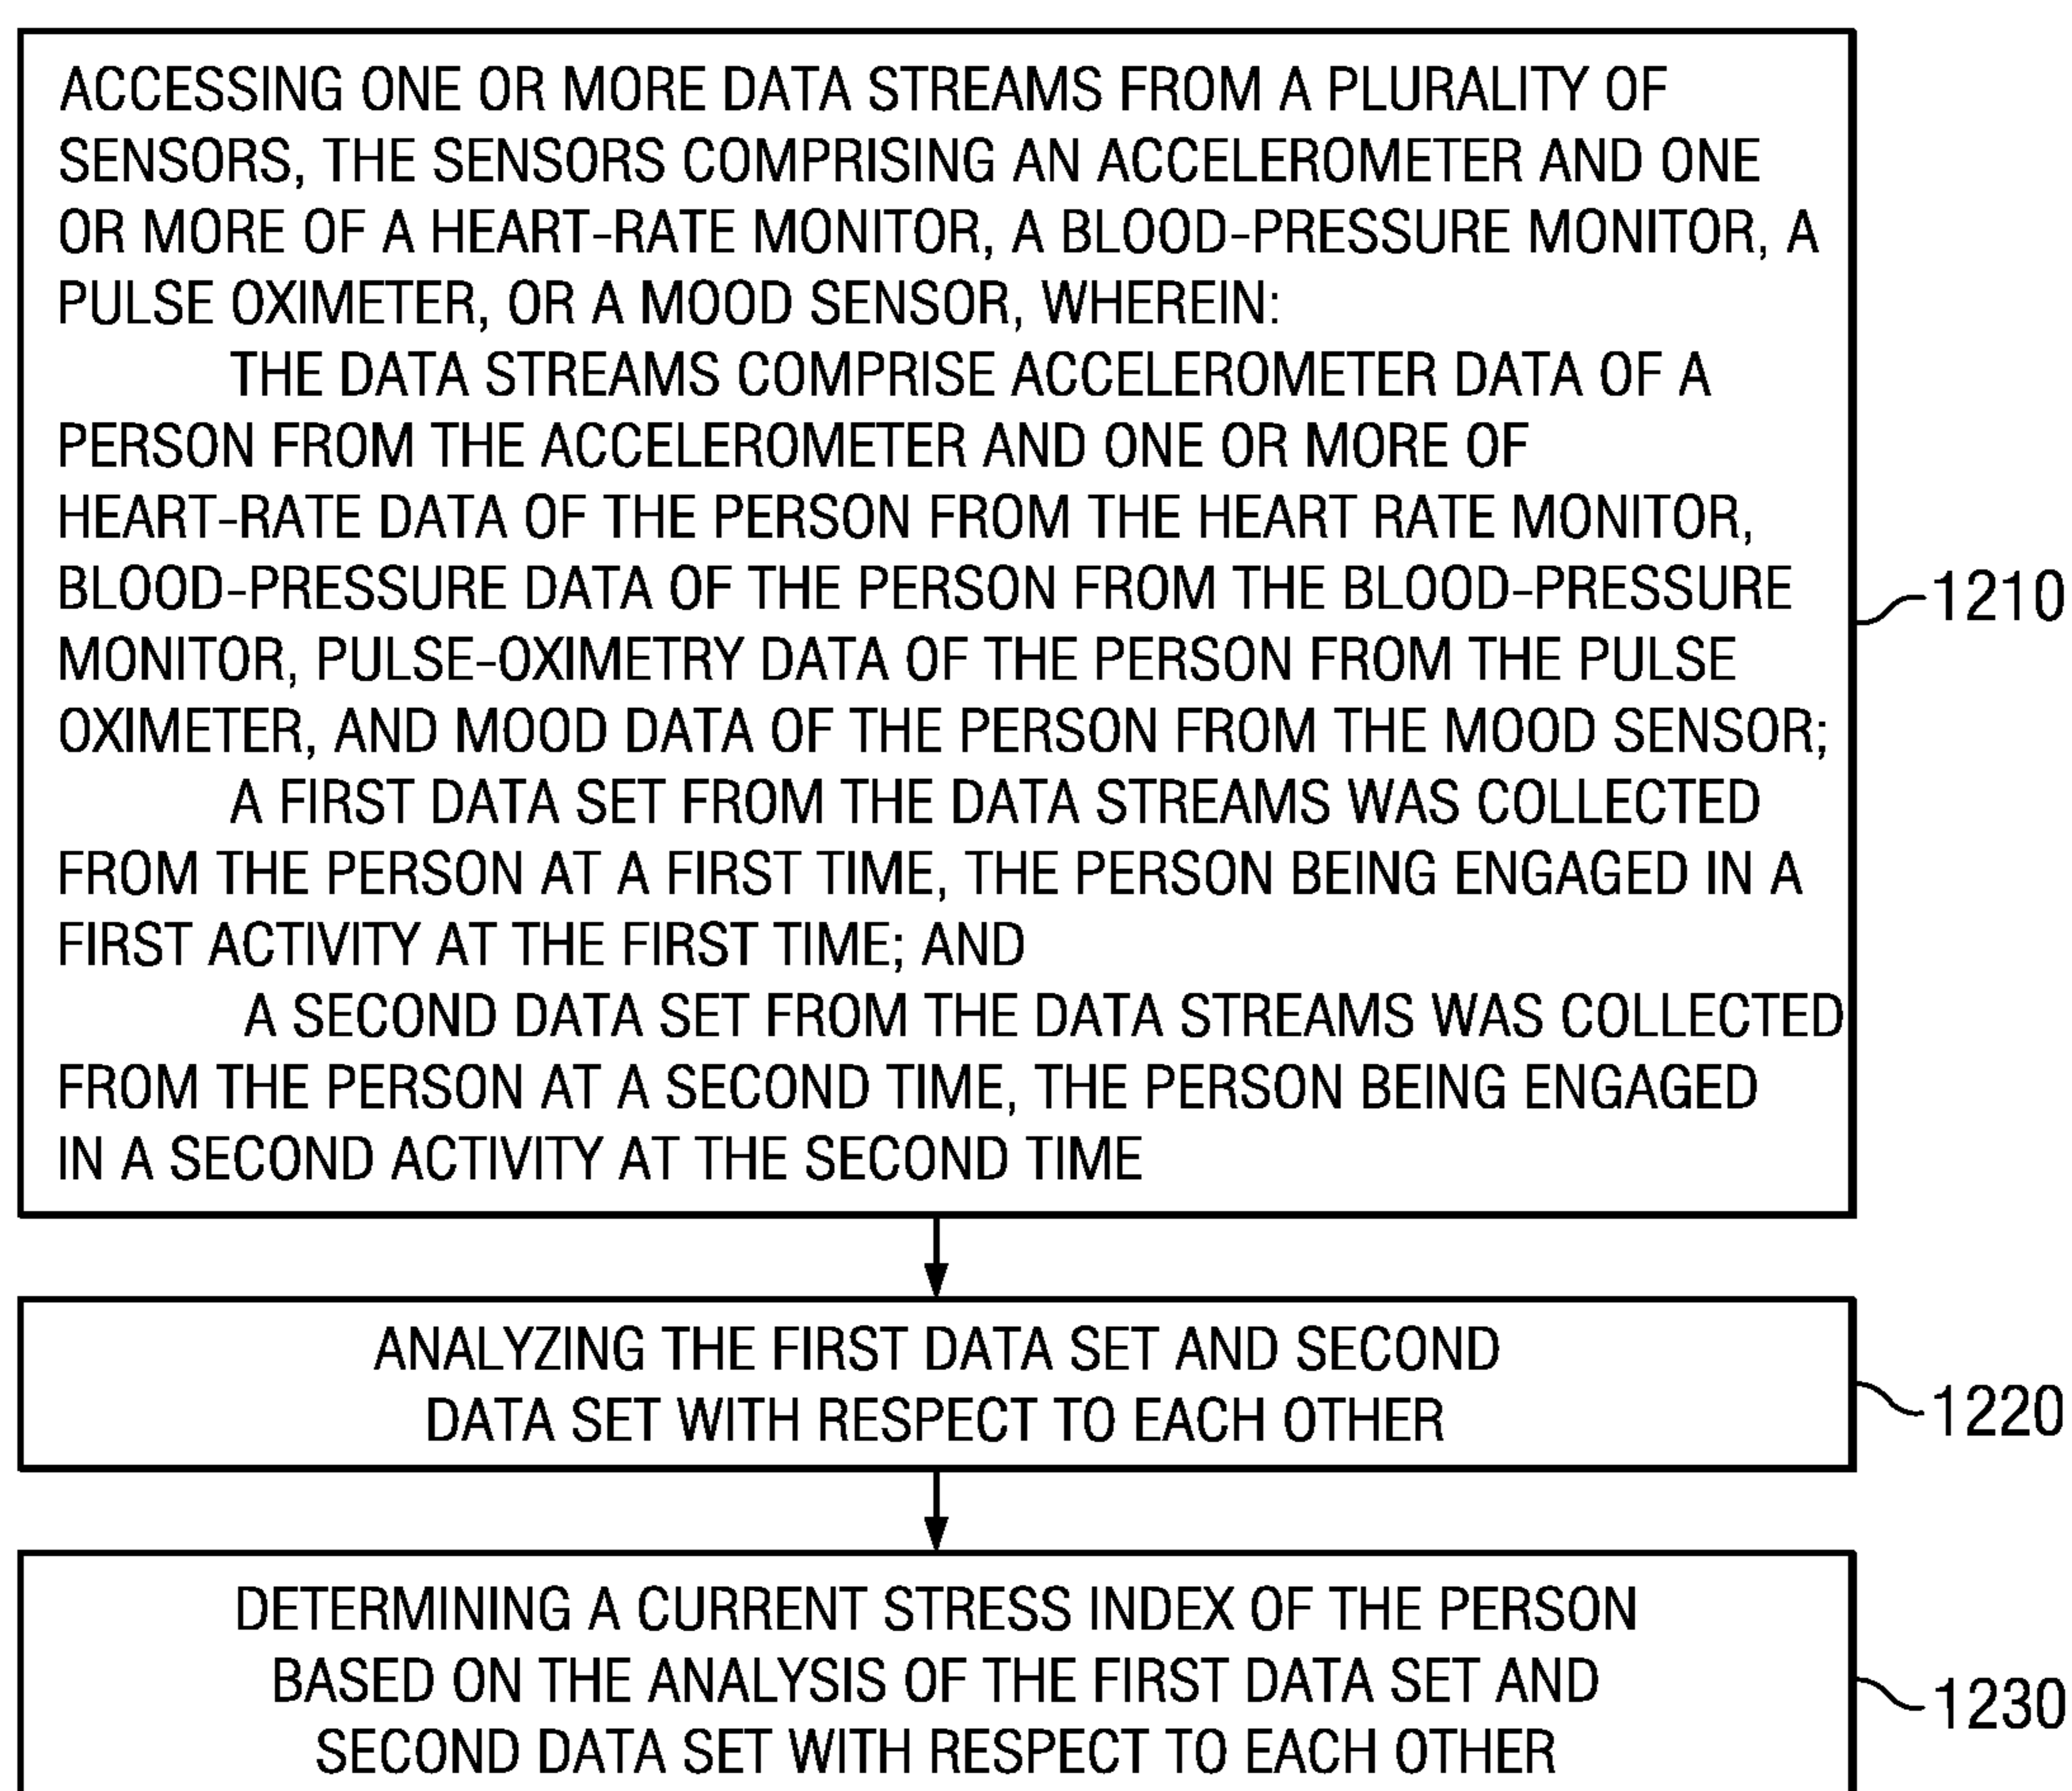 ACCESSING ONE OR MORE DATA STREAMS FROM A PLURALITY OF
SENSORS, THE SENSORS COMPRISING AN ACCELEROMETER AND ONE
OR MORE OF A HEART-RATE MONITOR, A BLOOD-PRESSURE MONITOR, A
PULSE OXIMETER, OR A MOOD SENSOR, WHEREIN:
THE DATA STREAMS COMPRISE ACCELEROMETER DATA OF A
PERSON FROM THE ACCELEROMETER AND ONE OR MORE OF
HEART-RATE DATA OF THE PERSON FROM THE HEART RATE MONITOR,
BLOOD-PRESSURE DATA OF THE PERSON FROM THE BLOOD-PRESSURE
MONITOR, PULSE-OXIMETRY DATA OF THE PERSON FROM THE PULSE
OXIMETER, AND MOOD DATA OF THE PERSON FROM THE MOOD SENSOR;
A FIRST DATA SET FROM THE DATA STREAMS WAS COLLECTED
FROM THE PERSON AT A FIRST TIME, THE PERSON BEING ENGAGED IN A
FIRST ACTIVITY AT THE FIRST TIME; AND
A SECOND DATA SET FROM THE DATA STREAMS WAS COLLECTED
FROM THE PERSON AT A SECOND TIME, THE PERSON BEING ENGAGED
IN A SECOND ACTIVITY AT THE SECOND TIME
1210
ANALYZING THE FIRST DATA SET AND SECOND
DATA SET WITH RESPECT TO EACH OTHER
1220
DETERMINING A CURRENT STRESS INDEX OF THE PERSON
BASED ON THE ANALYSIS OF THE FIRST DATA SET AND
SECOND DATA SET WITH RESPECT TO EACH OTHER
1230